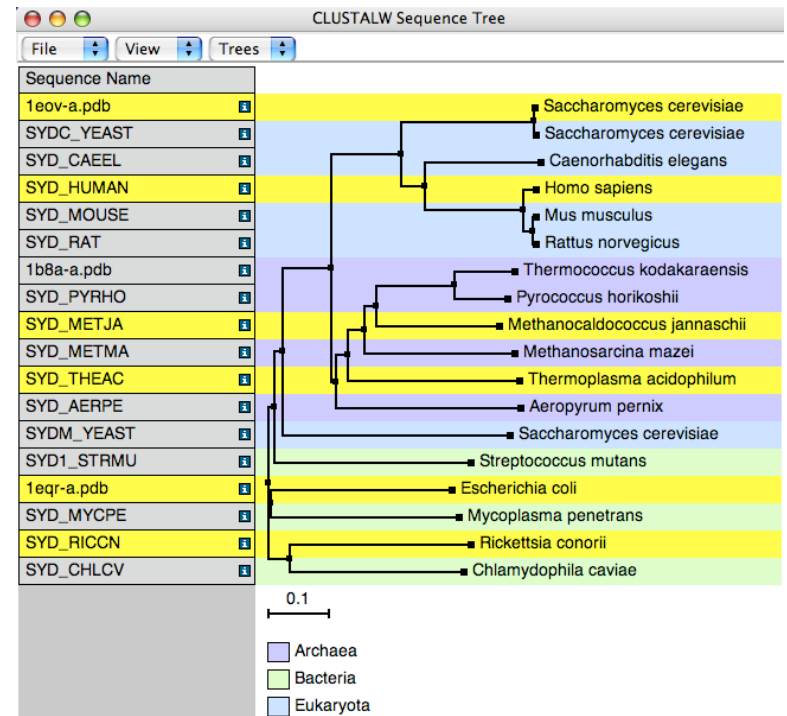 CLUSTALW Sequence Tree
File View Trees
Sequence Name
1eov-a.pdb Saccharomyces cerevisiae
SYDC_YEAST Saccharomyces cerevisiae
SYD_CAEEL Caenorhabditis elegans
SYD_HUMAN Homo sapiens
SYD_MOUSE Mus musculus
SYD_RAT Rattus norvegicus
1b8a-a.pdb Thermococcus kodakaraensis
SYD_PYRHO Pyrococcus horikoshii
SYD_METJA Methanocaldococcus jannaschii
SYD_METMA Methanosarcina mazei
SYD_THEAC Thermoplasma acidophilum
SYD_AERPE Aeropyrum pernix
SYDM_YEAST Saccharomyces cerevisiae
SYD1_STRMU Streptococcus mutans
1eqr-a.pdb Escherichia coli
SYD_MYCPE Mycoplasma penetrans
SYD_RICCN Rickettsia conorii
SYD_CHLCV Chlamydophila caviae
0.1
Archaea
Bacteria
Eukaryota